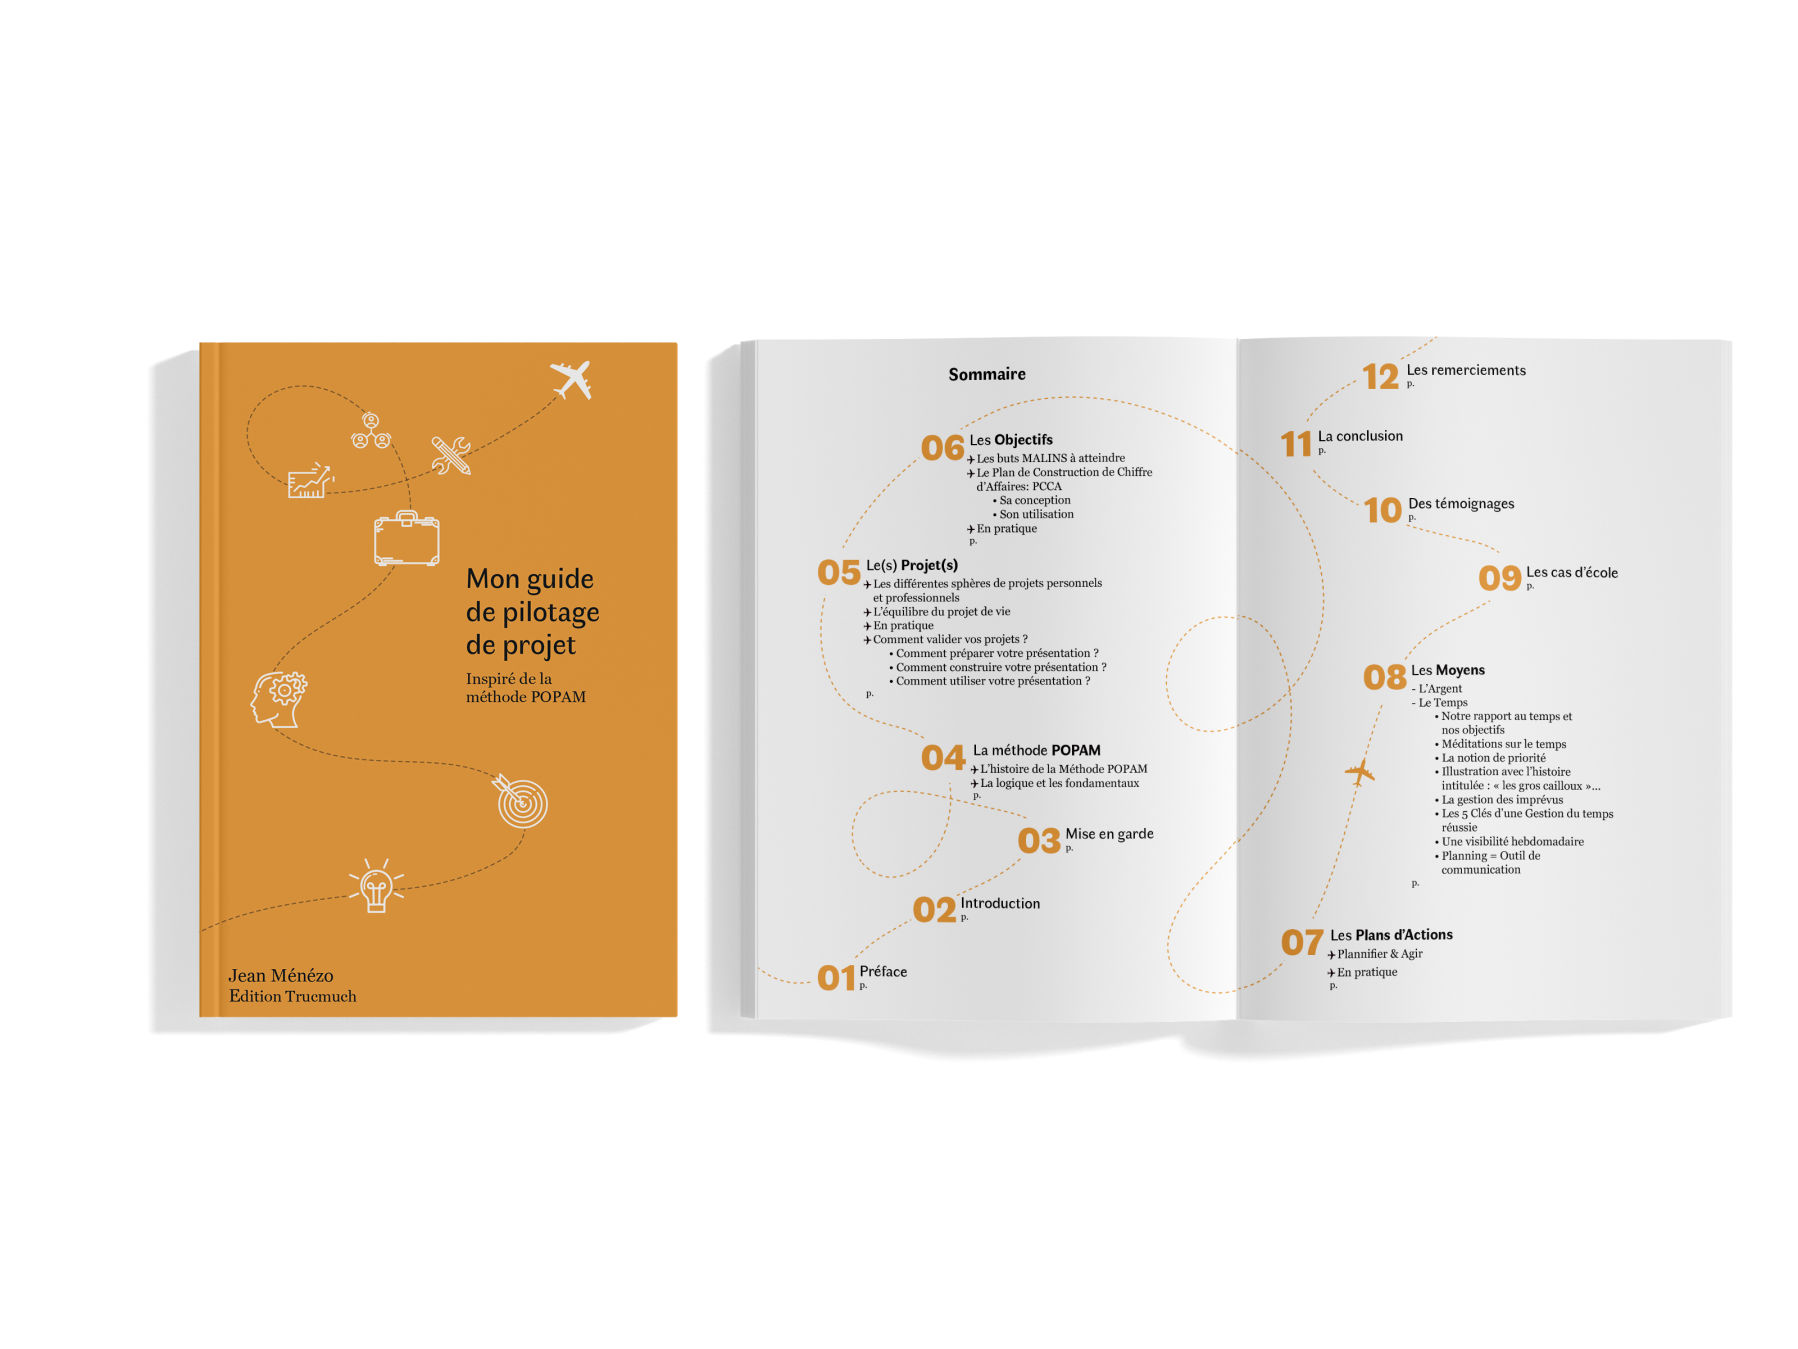 Mon guide
de pilotage
de projet
Inspiré de la
méthode POPAM
Jean Ménézo
Edition Trucmuch
Sommaire
06 Les Objectifs
Les buts MALINS à atteindre
Le Plan de Construction de Chiffre
d'Affaires: PCCA
• Sa conception
• Son utilisation
En pratique
p.
05 Le(s) Projet(s)
Les différentes sphères de projets personnels
et professionnels
L'équilibre du projet de vie
En pratique
Comment valider vos projets ?
• Comment préparer votre présentation ?
• Comment construire votre présentation ?
• Comment utiliser votre présentation ?
p.
04 La méthode POPAM
L'histoire de la Méthode POPAM
La logique et les fondamentaux
p.
03 Mise en garde
p.
02 Introduction
p.
01 Préface
p.
12 Les remerciements
p.
11 La conclusion
p.
10 Des témoignages
p.
09 Les cas d'école
p.
08 Les Moyens
- L'Argent
- Le Temps
• Notre rapport au temps et
nos objectifs
• Méditations sur le temps
• La notion de priorité
• Illustration avec l'histoire
intitulée : « les gros cailloux »...
• La gestion des imprévus
• Les 5 Clés d'une Gestion du temps
réussie
• Une visibilité hebdomadaire
• Planning = Outil de
communication
p.
07 Les Plans d'Actions
Plannifier & Agir
En pratique
p.